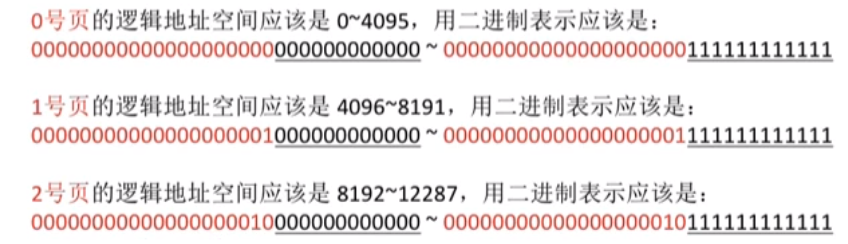 0号页的逻辑地址空间应该是 0~4095，用二进制表示应该是：
00000000000000000000000000000000 ~ 00000000000000000000111111111111
1号页的逻辑地址空间应该是 4096~8191，用二进制表示应该是：
00000000000000000001000000000000 ~ 00000000000000000001111111111111
2号页的逻辑地址空间应该是 8192~12287，用二进制表示应该是：
00000000000000000010000000000000 ~ 00000000000000000010111111111111